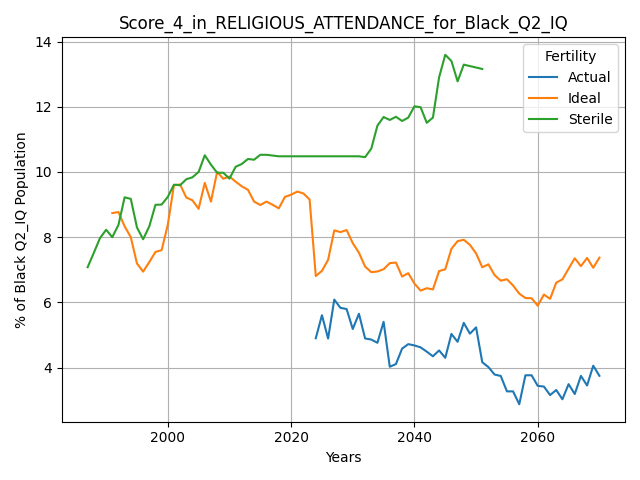 Score_4_in_RELIGIOUS_ATTENDANCE_for_Black_Q2_IQ
14
12
10
8
6
4
% of Black Q2_IQ Population
Fertility
Actual
Ideal
Sterile
2000
2020
2040
2060
Years